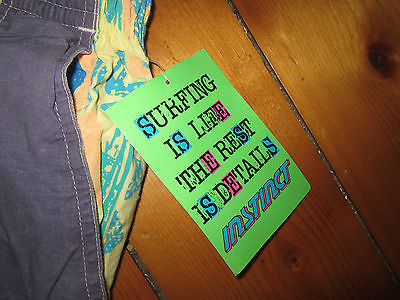 SURFING
IS LIFE
THE REST
IS DETAILS
INSTINCT